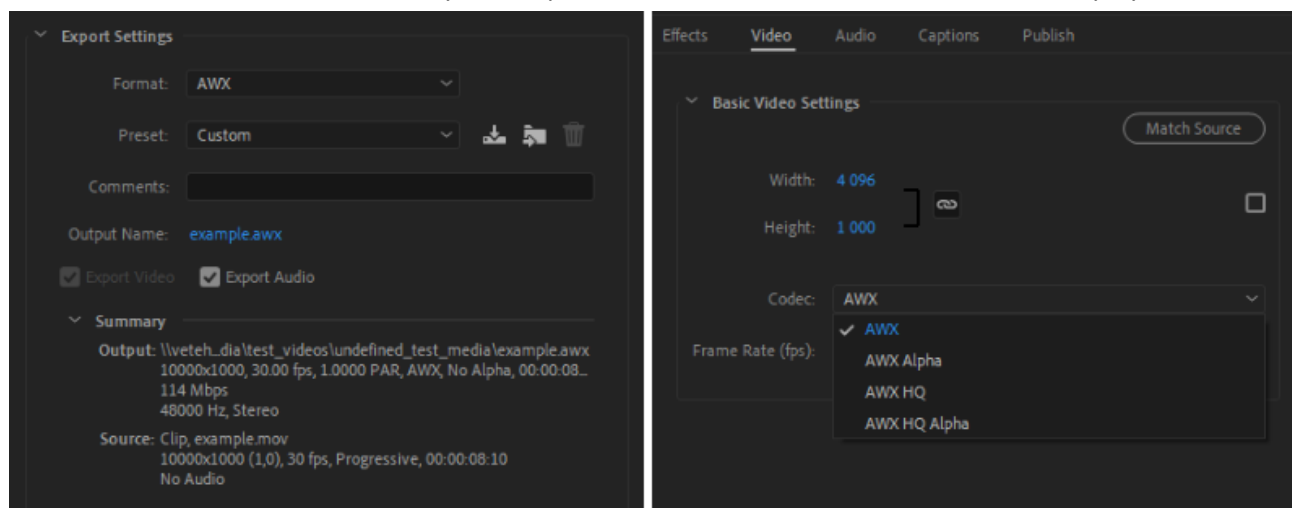 Export Settings
Format: AWX
Preset: Custom
Comments:
Output Name: example.awx
Export Video Export Audio
Summary
Output: \\veteh_dia\test_videos\undefined_test_media\example.awx
10000x1000, 30.00 fps, 1.0000 PAR, AWX, No Alpha, 00:00:08...
114 Mbps
48000 Hz, Stereo
Source: Clip, example.mov
10000x1000 (1,0), 30 fps, Progressive, 00:00:08:10
No Audio
Effects Video Audio Captions Publish
Basic Video Settings
Match Source
Width: 4 096
Height: 1 000
Codec: AWX
AWX
Frame Rate (fps):
AWX Alpha
AWX HQ
AWX HQ Alpha